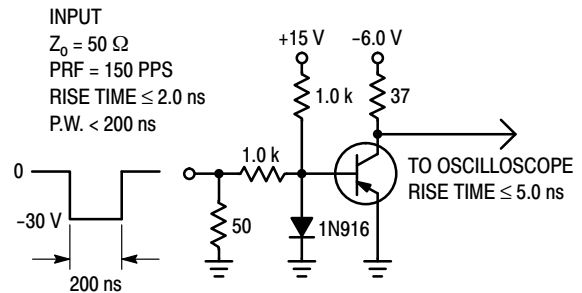 INPUT
Zo = 50 Ω
PRF = 150 PPS
RISE TIME ≤ 2.0 ns
P.W. < 200 ns
+15 V
−6.0 V
1.0 k
37
1.0 k
0
−30 V
50
1N916
200 ns
TO OSCILLOSCOPE
RISE TIME ≤ 5.0 ns